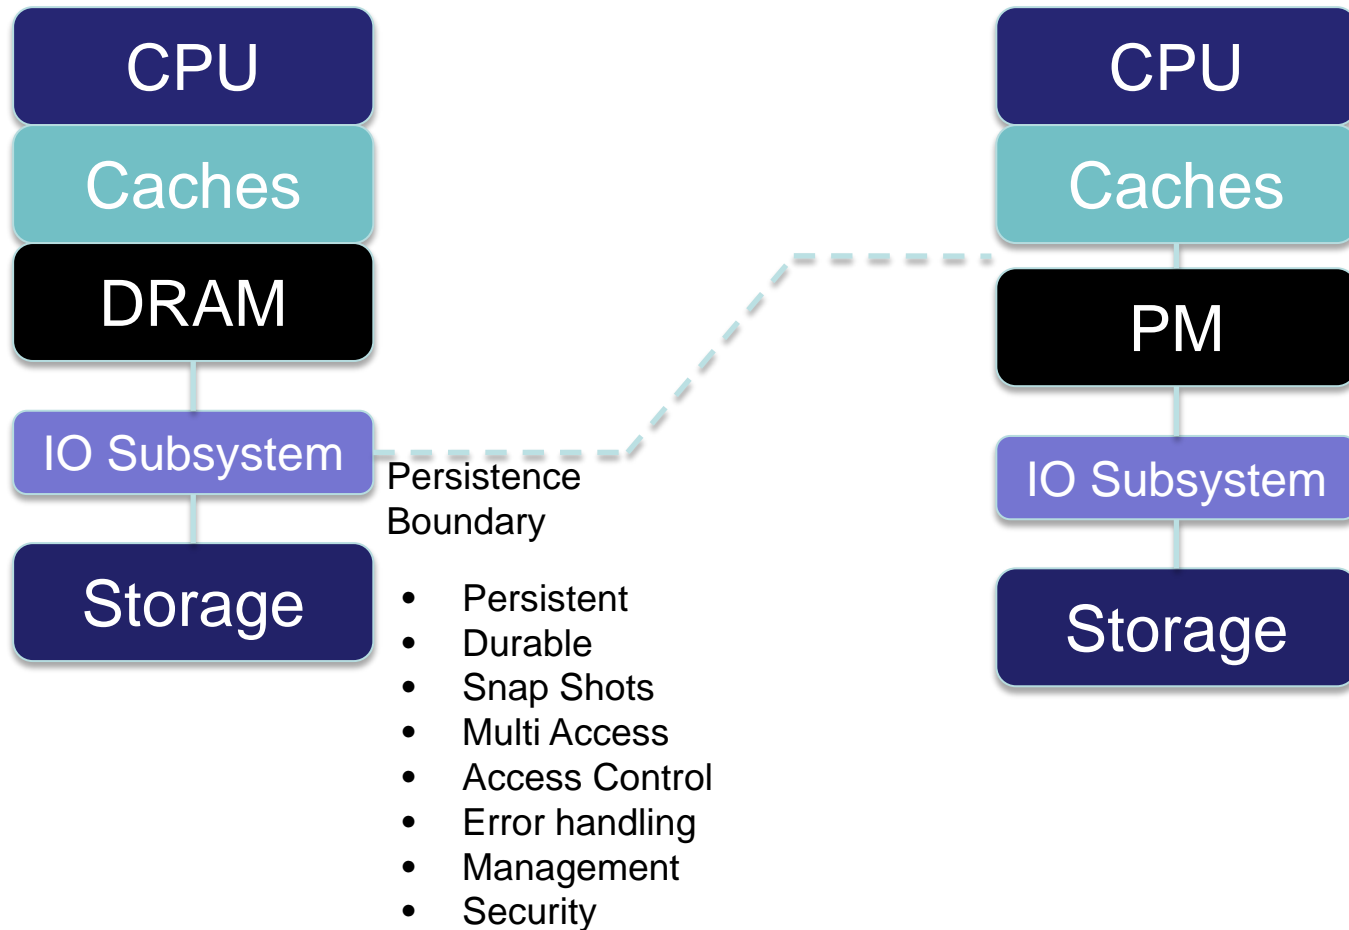 CPU
Caches
DRAM
IO Subsystem
Storage
Persistence
Boundary
• Persistent
• Durable
• Snap Shots
• Multi Access
• Access Control
• Error handling
• Management
• Security
CPU
Caches
PM
IO Subsystem
Storage